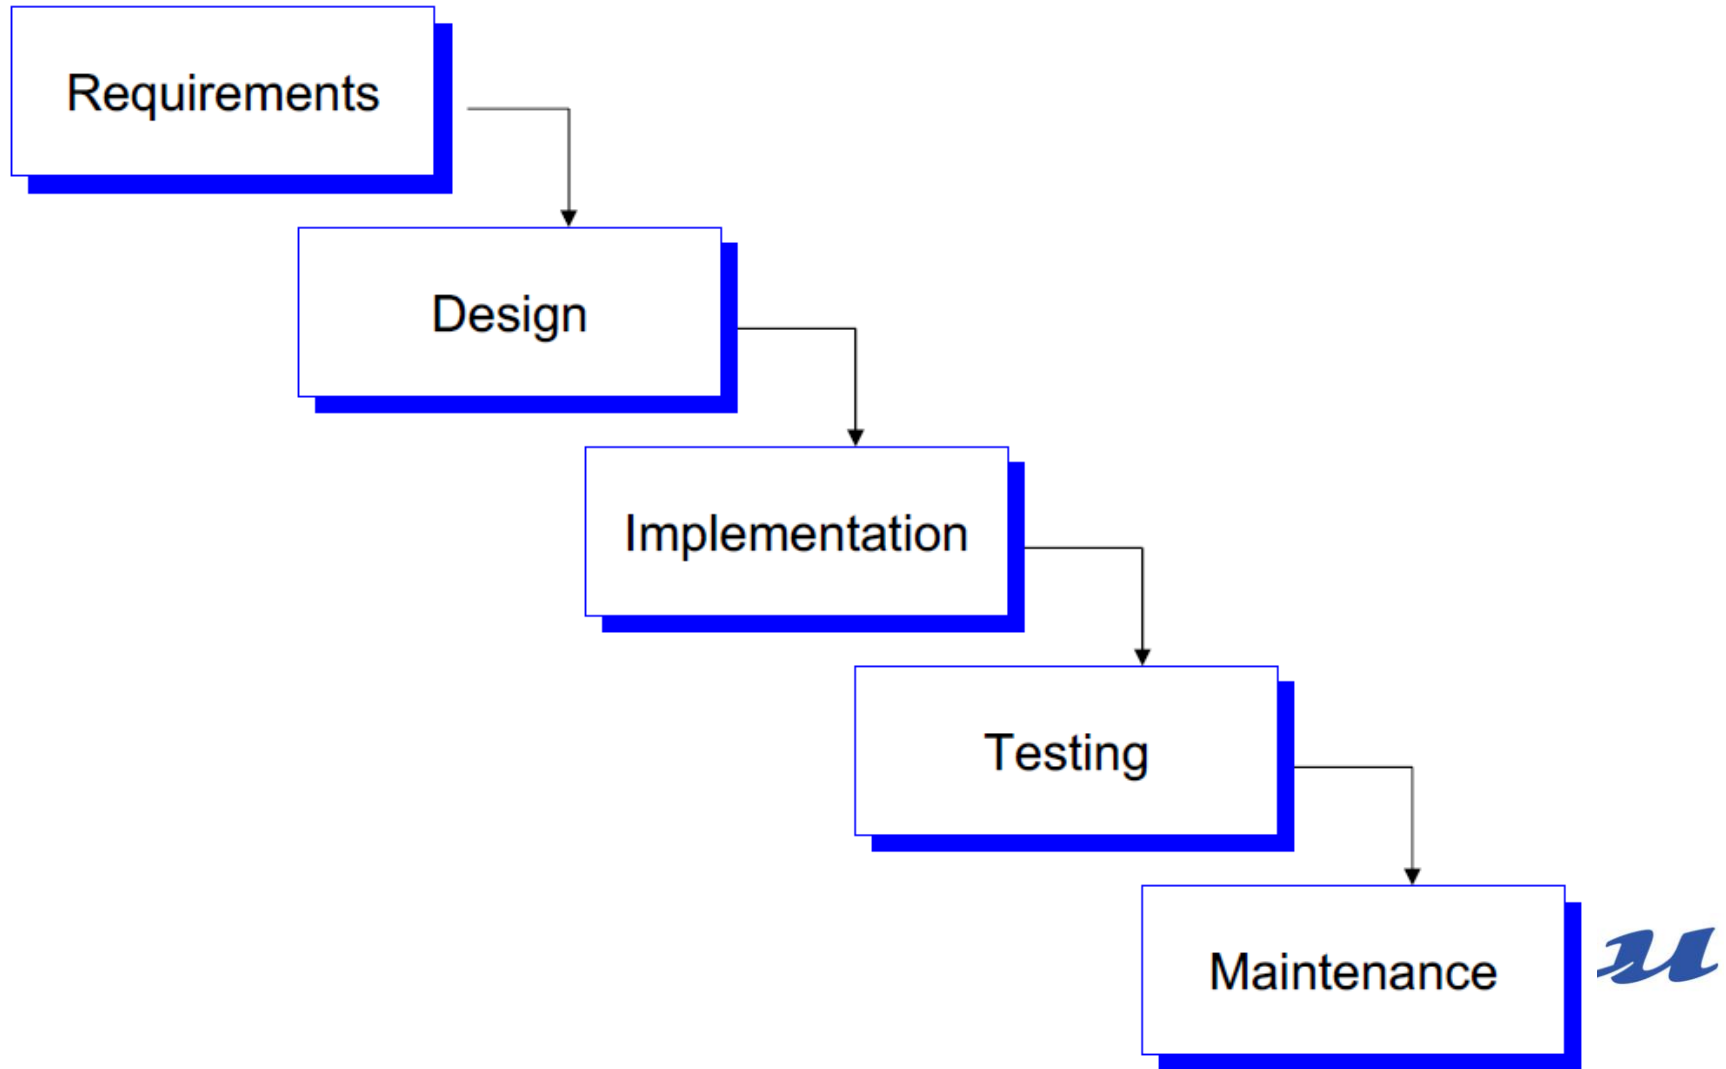 Requirements
Design
Implementation
Testing
Maintenance
u